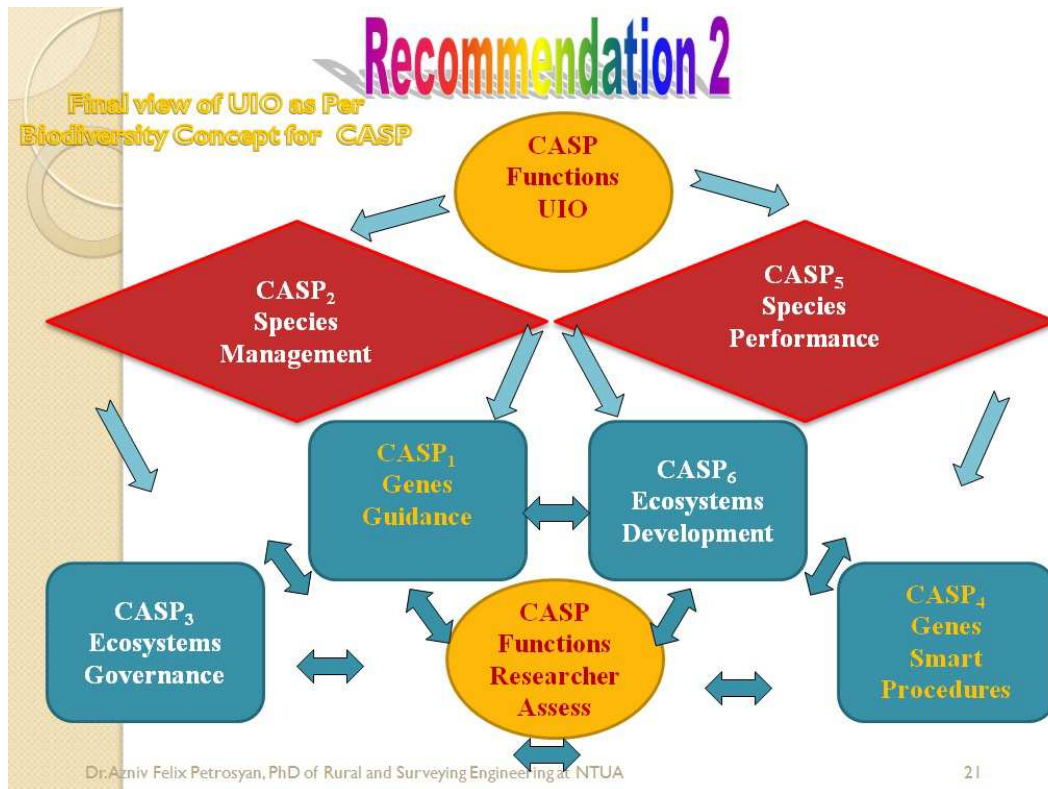 Recommendation 2
Final view of UIO as Per
Biodiversity Concept for CASP
CASP
Functions
UIO
CASP₂
Species
Management
CASP₅
Species
Performance
CASP₁
Genes
Guidance
CASP₆
Ecosystems
Development
CASP₃
Ecosystems
Governance
CASP
Functions
Researcher
Assess
CASP₄
Genes
Smart
Procedures
Dr.Azniv Felix Petrosyan, PhD of Rural and Surveying Engineering at NTUA
21